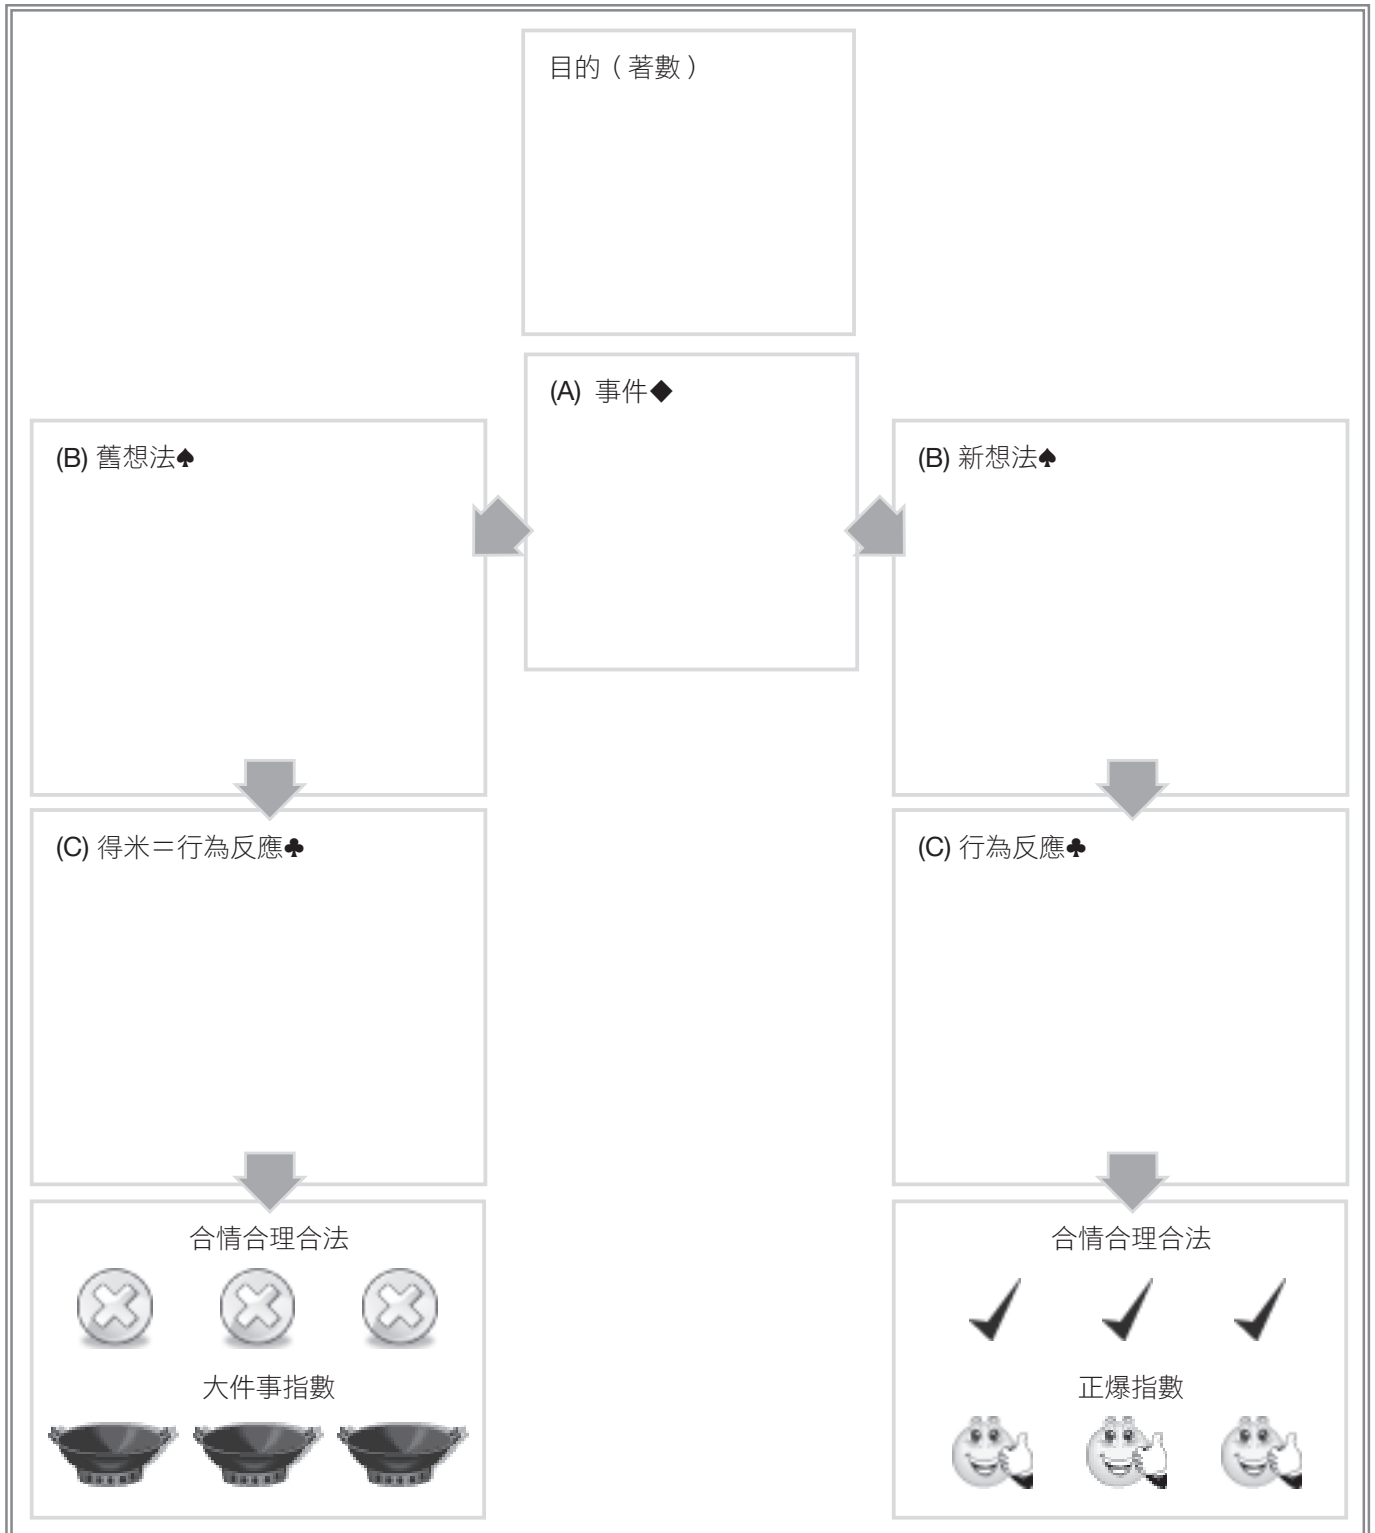 目的（著數）
(A) 事件◆
(B) 舊想法♠
(B) 新想法♠
(C) 得米＝行為反應♣
(C) 行為反應♣
合情合理合法
合情合理合法
大件事指數
正爆指數